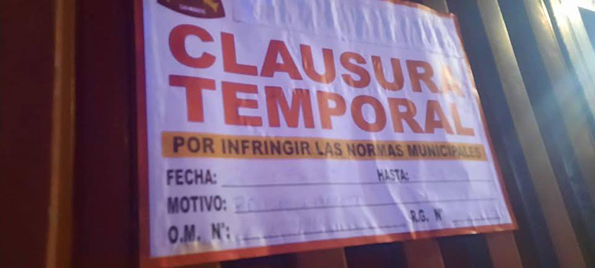 CLAUSURA
TEMPORAL
POR INFRINGIR LAS NORMAS MUNICIPALES
FECHA: HASTA:
MOTIVO:
O.M. N°: R.G. N°